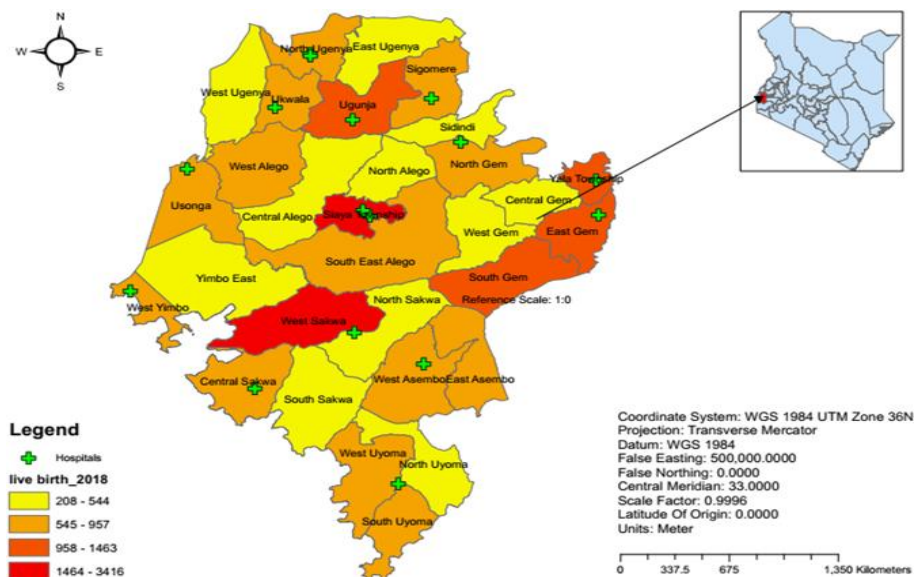 N
W E
S
North Ugenya
East Ugenya
West Ugenya
Ukwala
Ugunja
Sigomere
Sidindi
West Alego
North Alego
North Gem
Yala Township
Usonga
Central Alego
Siaya Township
Central Gem
West Gem
East Gem
South East Alego
Yimbo East
South Gem
West Yimbo
North Sakwa
Reference Scale: 1:0
West Sakwa
Central Sakwa
West Asembo
East Asembo
South Sakwa
West Uyoma
North Uyoma
South Uyoma
Legend
Hospitals
live birth_2018
208 - 544
545 - 957
958 - 1463
1464 - 3416
Coordinate System: WGS 1984 UTM Zone 36N
Projection: Transverse Mercator
Datum: WGS 1984
False Easting: 500,000.0000
False Northing: 0.0000
Central Meridian: 33.0000
Scale Factor: 0.9996
Latitude Of Origin: 0.0000
Units: Meter
0 337.5 675 1,350 Kilometers